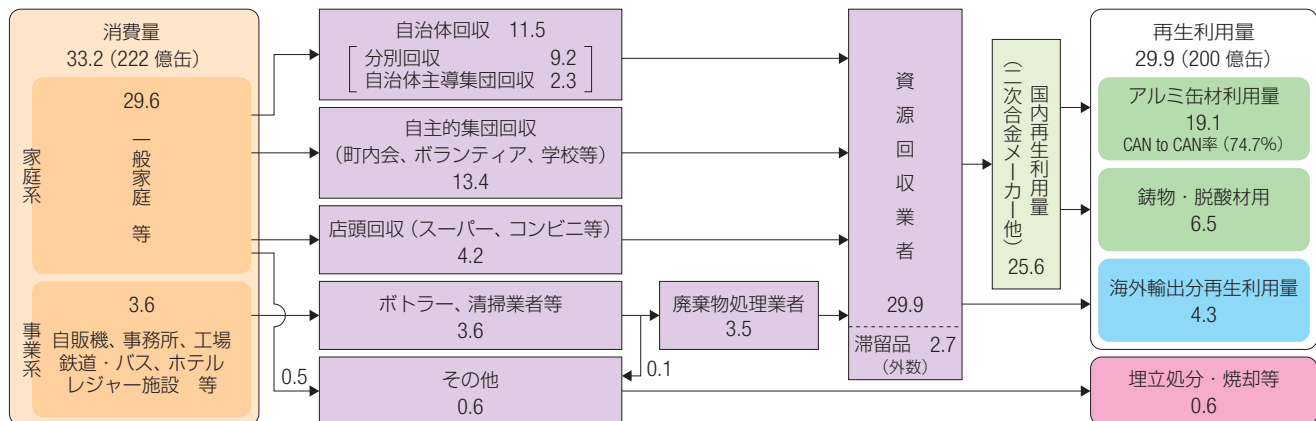 消費量
33.2（222 億缶）
家庭系
29.6
一般家庭 等
事業系
3.6
自販機、事務所、工場
鉄道・バス、ホテル
レジャー施設 等
0.5
自治体回収 11.5
分別回収 9.2
自治体主導集団回収 2.3
自主的集団回収
（町内会、ボランティア、学校等）
13.4
店頭回収（スーパー、コンビニ等）
4.2
ボトラー、清掃業者等
3.6
その他
0.6
0.1
廃棄物処理業者
3.5
資源回収業者
29.9
滞留品 2.7
（外数）
国内再生利用量
（二次合金メーカー他）
25.6
再生利用量
29.9（200 億缶）
アルミ缶材利用量
19.1
CAN to CAN率（74.7%）
鋳物・脱酸材用
6.5
海外輸出分再生利用量
4.3
埋立処分・焼却等
0.6